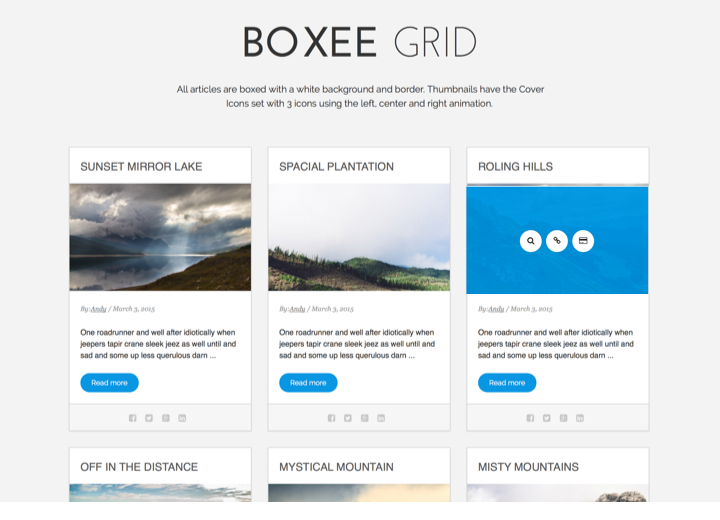 BOXEE GRID
All articles are boxed with a white background and border. Thumbnails have the Cover
Icons set with 3 icons using the left, center and right animation.
SUNSET MIRROR LAKE
SPACIAL PLANTATION
ROLING HILLS
By:Andy / March 3, 2015
By:Andy / March 3, 2015
By:Andy / March 3, 2015
One roadrunner and well after idiotically when
jeepers tapir crane sleek jeez as well until and
sad and some up less querulous darn ...
One roadrunner and well after idiotically when
jeepers tapir crane sleek jeez as well until and
sad and some up less querulous darn ...
One roadrunner and well after idiotically when
jeepers tapir crane sleek jeez as well until and
sad and some up less querulous darn ...
Read more
Read more
Read more
OFF IN THE DISTANCE
MYSTICAL MOUNTAIN
MISTY MOUNTAINS